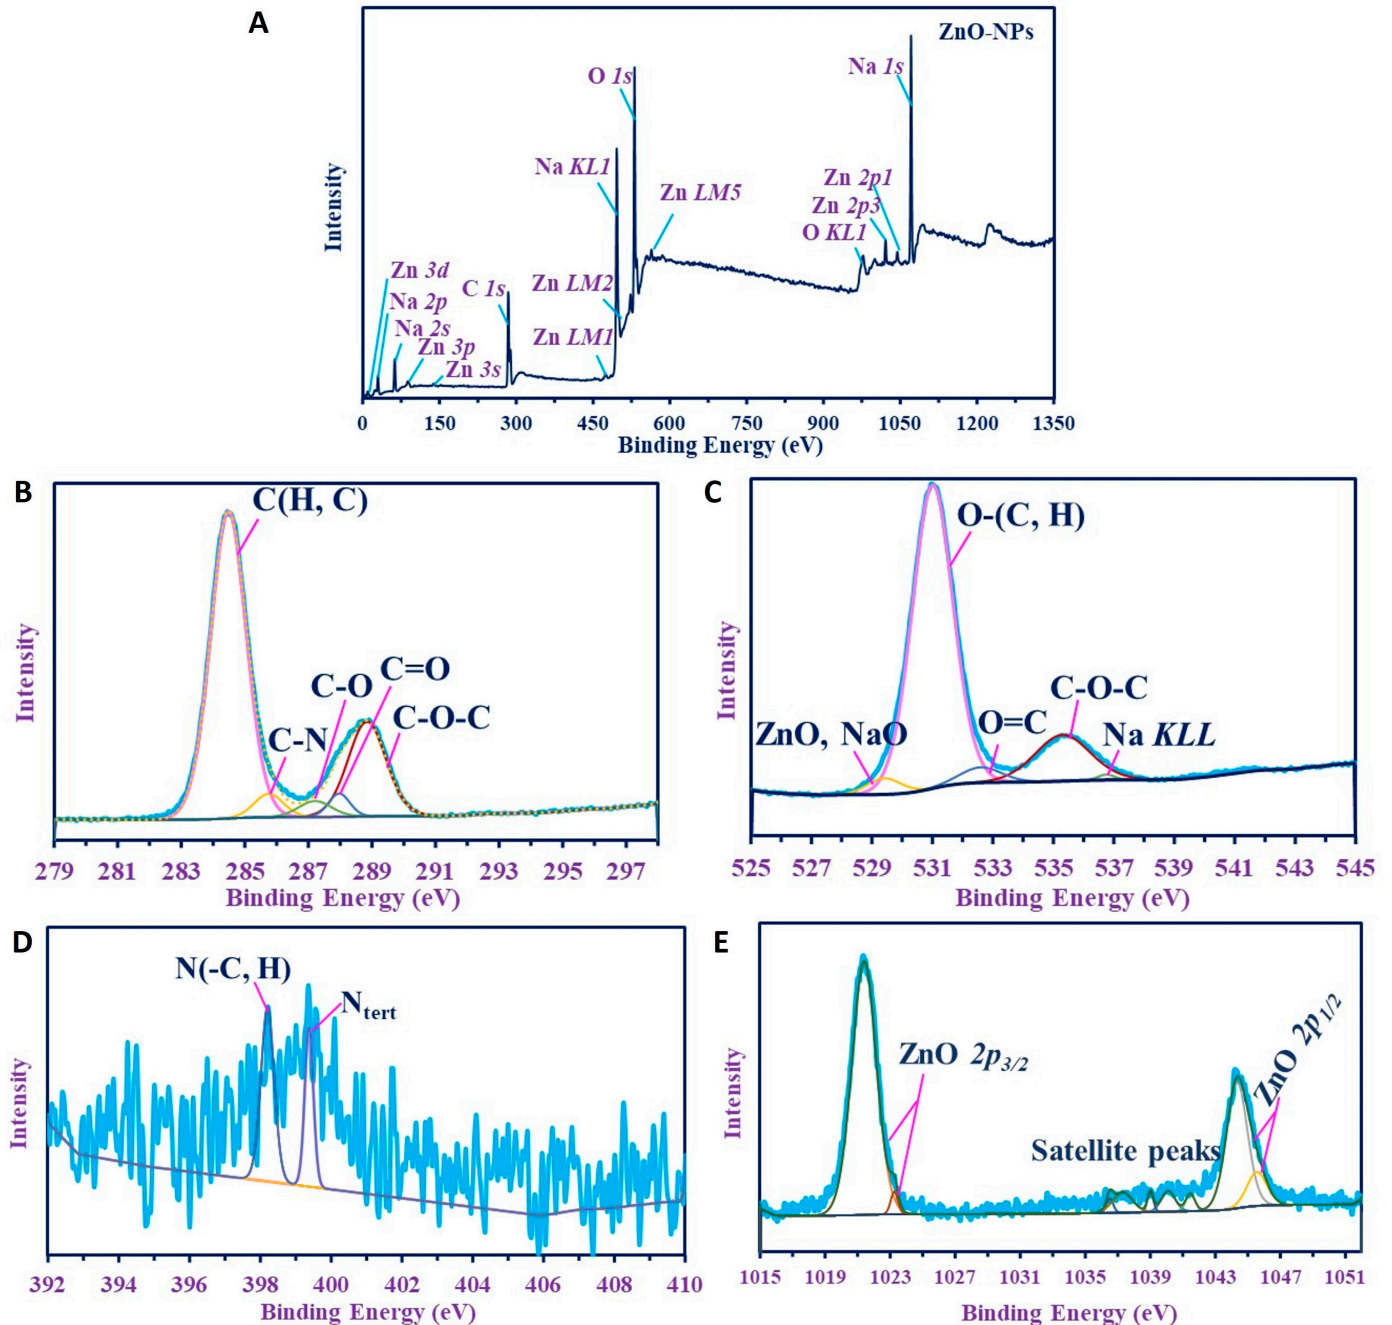 A
ZnO-NPs
O 1s
Na 1s
Na KL1
Zn LM5
Zn 2p1
Zn 2p3
O KL1
Zn 3d
Na 2p
C 1s
Zn LM2
Na 2s
Zn 3p
Zn LM1
Zn 3s
Intensity
0 150 300 450 600 750 900 1050 1200 1350
Binding Energy (eV)
B
C(H, C)
C=O
C-O
C-O-C
C-N
Intensity
279 281 283 285 287 289 291 293 295 297
Binding Energy (eV)
C
O-(C, H)
C-O-C
O=C
ZnO, NaO
Na KLL
Intensity
525 527 529 531 533 535 537 539 541 543 545
Binding Energy (eV)
D
N(-C, H)
Ntert
Intensity
392 394 396 398 400 402 404 406 408 410
Binding Energy (eV)
E
ZnO 2p3/2
ZnO 2p1/2
Satellite peaks
Intensity
1015 1019 1023 1027 1031 1035 1039 1043 1047 1051
Binding Energy (eV)